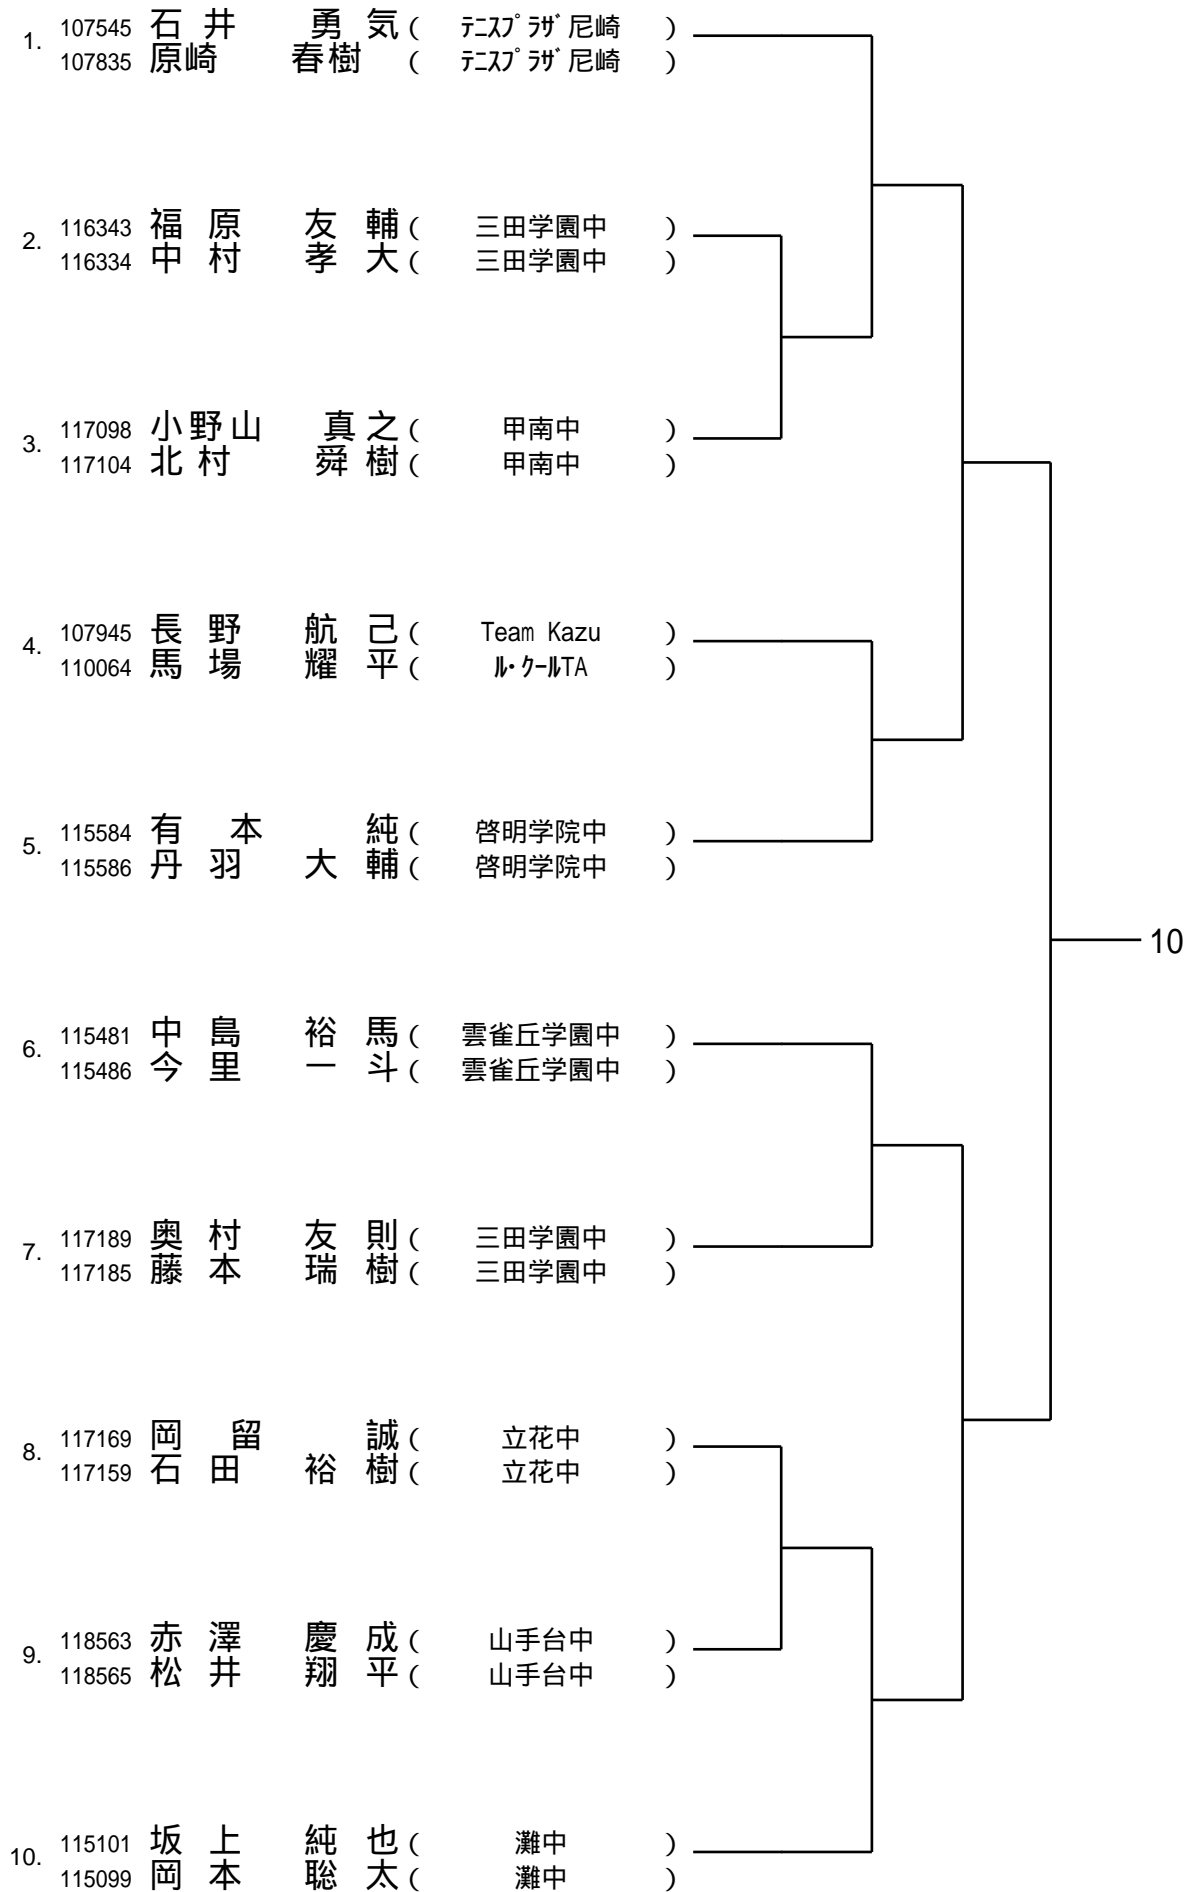 1. 107545 石井 勇気 ( ﾃﾆｽﾌﾟﾗｻﾞ尼崎 )
107835 原崎 春樹 ( ﾃﾆｽﾌﾟﾗｻﾞ尼崎 )
2. 116343 福原 友輔 ( 三田学園中 )
116334 中村 孝大 ( 三田学園中 )
3. 117098 小野山 真之 ( 甲南中 )
117104 北村 舜樹 ( 甲南中 )
4. 107945 長野 航己 ( Team Kazu )
110064 馬場 耀平 ( ﾙ・ｸｰﾙTA )
5. 115584 有本 純 ( 啓明学院中 )
115586 丹羽 大輔 ( 啓明学院中 )
10
6. 115481 中島 裕馬 ( 雲雀丘学園中 )
115486 今里 一斗 ( 雲雀丘学園中 )
7. 117189 奥村 友則 ( 三田学園中 )
117185 藤本 瑞樹 ( 三田学園中 )
8. 117169 岡留 誠 ( 立花中 )
117159 石田 裕樹 ( 立花中 )
9. 118563 赤澤 慶成 ( 山手台中 )
118565 松井 翔平 ( 山手台中 )
10. 115101 坂上 純也 ( 灘中 )
115099 岡本 聡太 ( 灘中 )